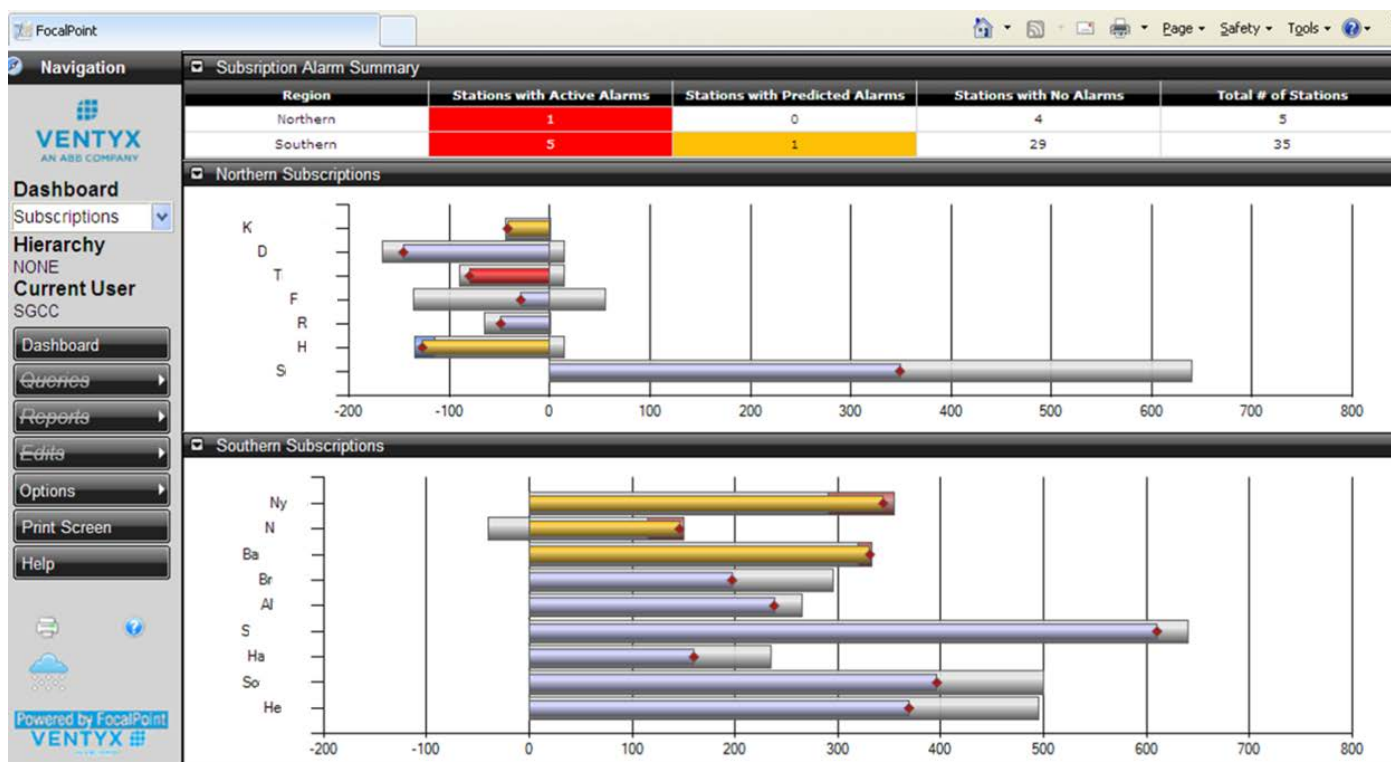 FocalPoint
Page Safety Tools
Navigation
VENTYX
AN ABB COMPANY
Dashboard
Subscriptions
Hierarchy
NONE
Current User
SGCC
Dashboard
Queries
Reports
Edits
Options
Print Screen
Help
Powered by FocalPoint
VENTYX
Subsription Alarm Summary
Region Stations with Active Alarms Stations with Predicted Alarms Stations with No Alarms Total # of Stations
Northern 1 0 4 5
Southern 5 1 29 35
Northern Subscriptions
K
D
T
F
R
H
S
-200 -100 0 100 200 300 400 500 600 700 800
Southern Subscriptions
Ny
N
Ba
Br
Al
S
Ha
So
He
-200 -100 0 100 200 300 400 500 600 700 800